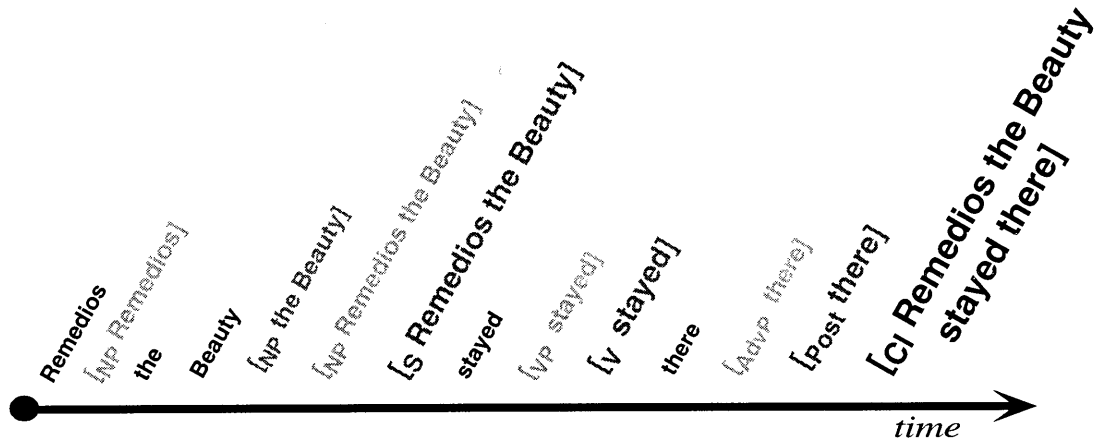 Remedios
[NP Remedios]
the
Beauty
[NP the Beauty]
[NP Remedios the Beauty]
[S Remedios the Beauty]
stayed
[VP stayed]
[V stayed]
there
[AdvP there]
[Post there]
[Cl Remedios the Beauty
stayed there]
time